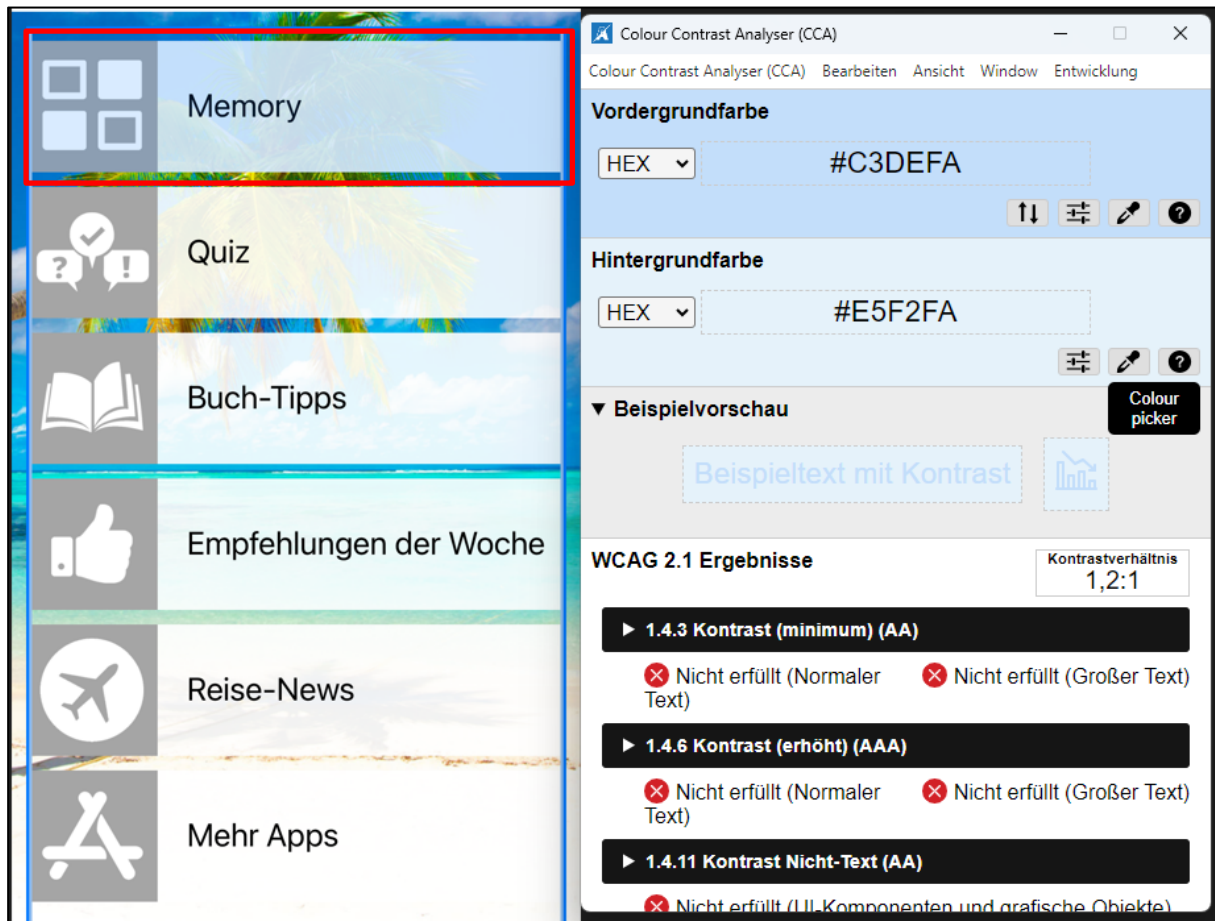 Memory
Quiz
? !
Buch-Tipps
Empfehlungen der Woche
Reise-News
Mehr Apps
Colour Contrast Analyser (CCA)
Colour Contrast Analyser (CCA) Bearbeiten Ansicht Window Entwicklung
Vordergrundfarbe
HEX #C3DEFA
?
Hintergrundfarbe
HEX #E5F2FA
?
Colour
picker
▼ Beispielvorschau
Beispieltext mit Kontrast
WCAG 2.1 Ergebnisse
Kontrastverhältnis
1,2:1
▶ 1.4.3 Kontrast (minimum) (AA)
Nicht erfüllt (Normaler Text)
Nicht erfüllt (Großer Text)
▶ 1.4.6 Kontrast (erhöht) (AAA)
Nicht erfüllt (Normaler Text)
Nicht erfüllt (Großer Text)
▶ 1.4.11 Kontrast Nicht-Text (AA)
Nicht erfüllt (UI-Komponenten und grafische Objekte)